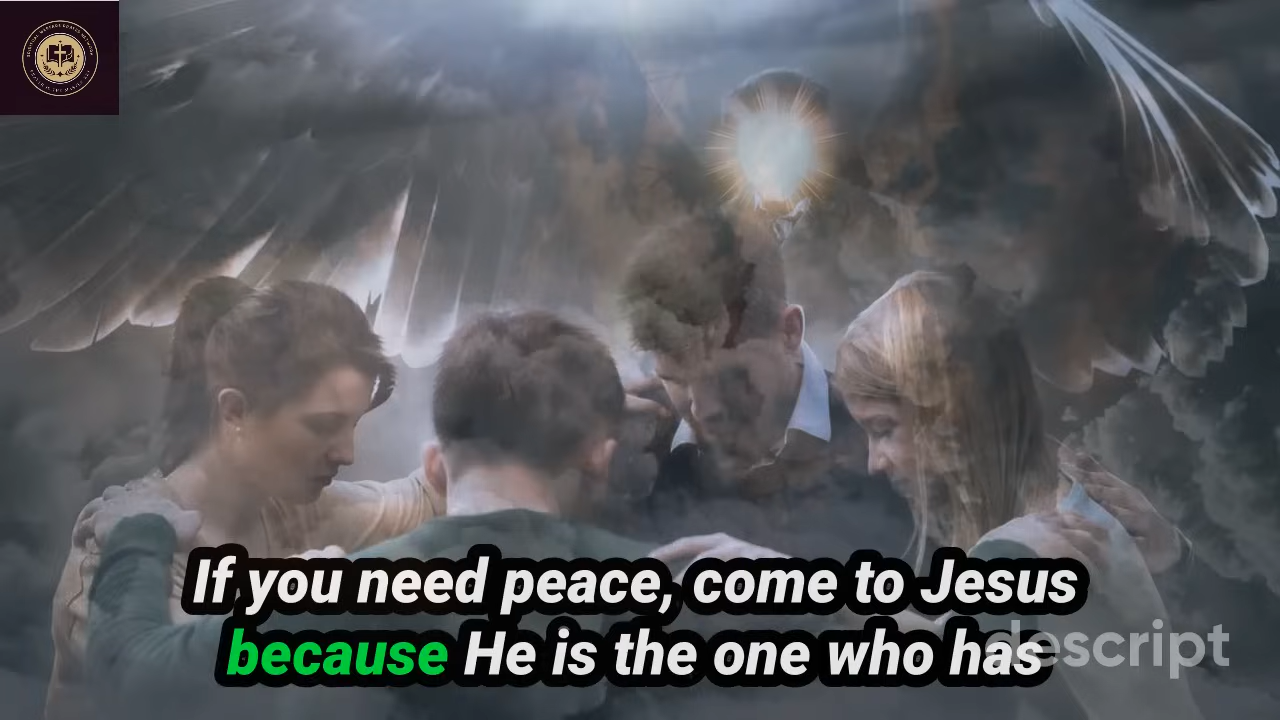 If you need peace, come to Jesus
because He is the one who has
descript